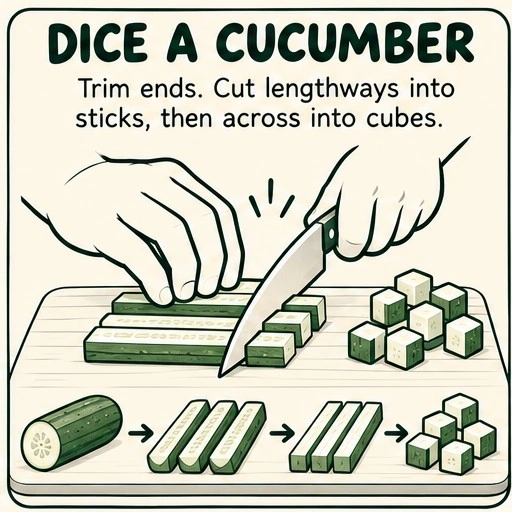 DICE A CUCUMBER
Trim ends. Cut lengthways into
sticks, then across into cubes.